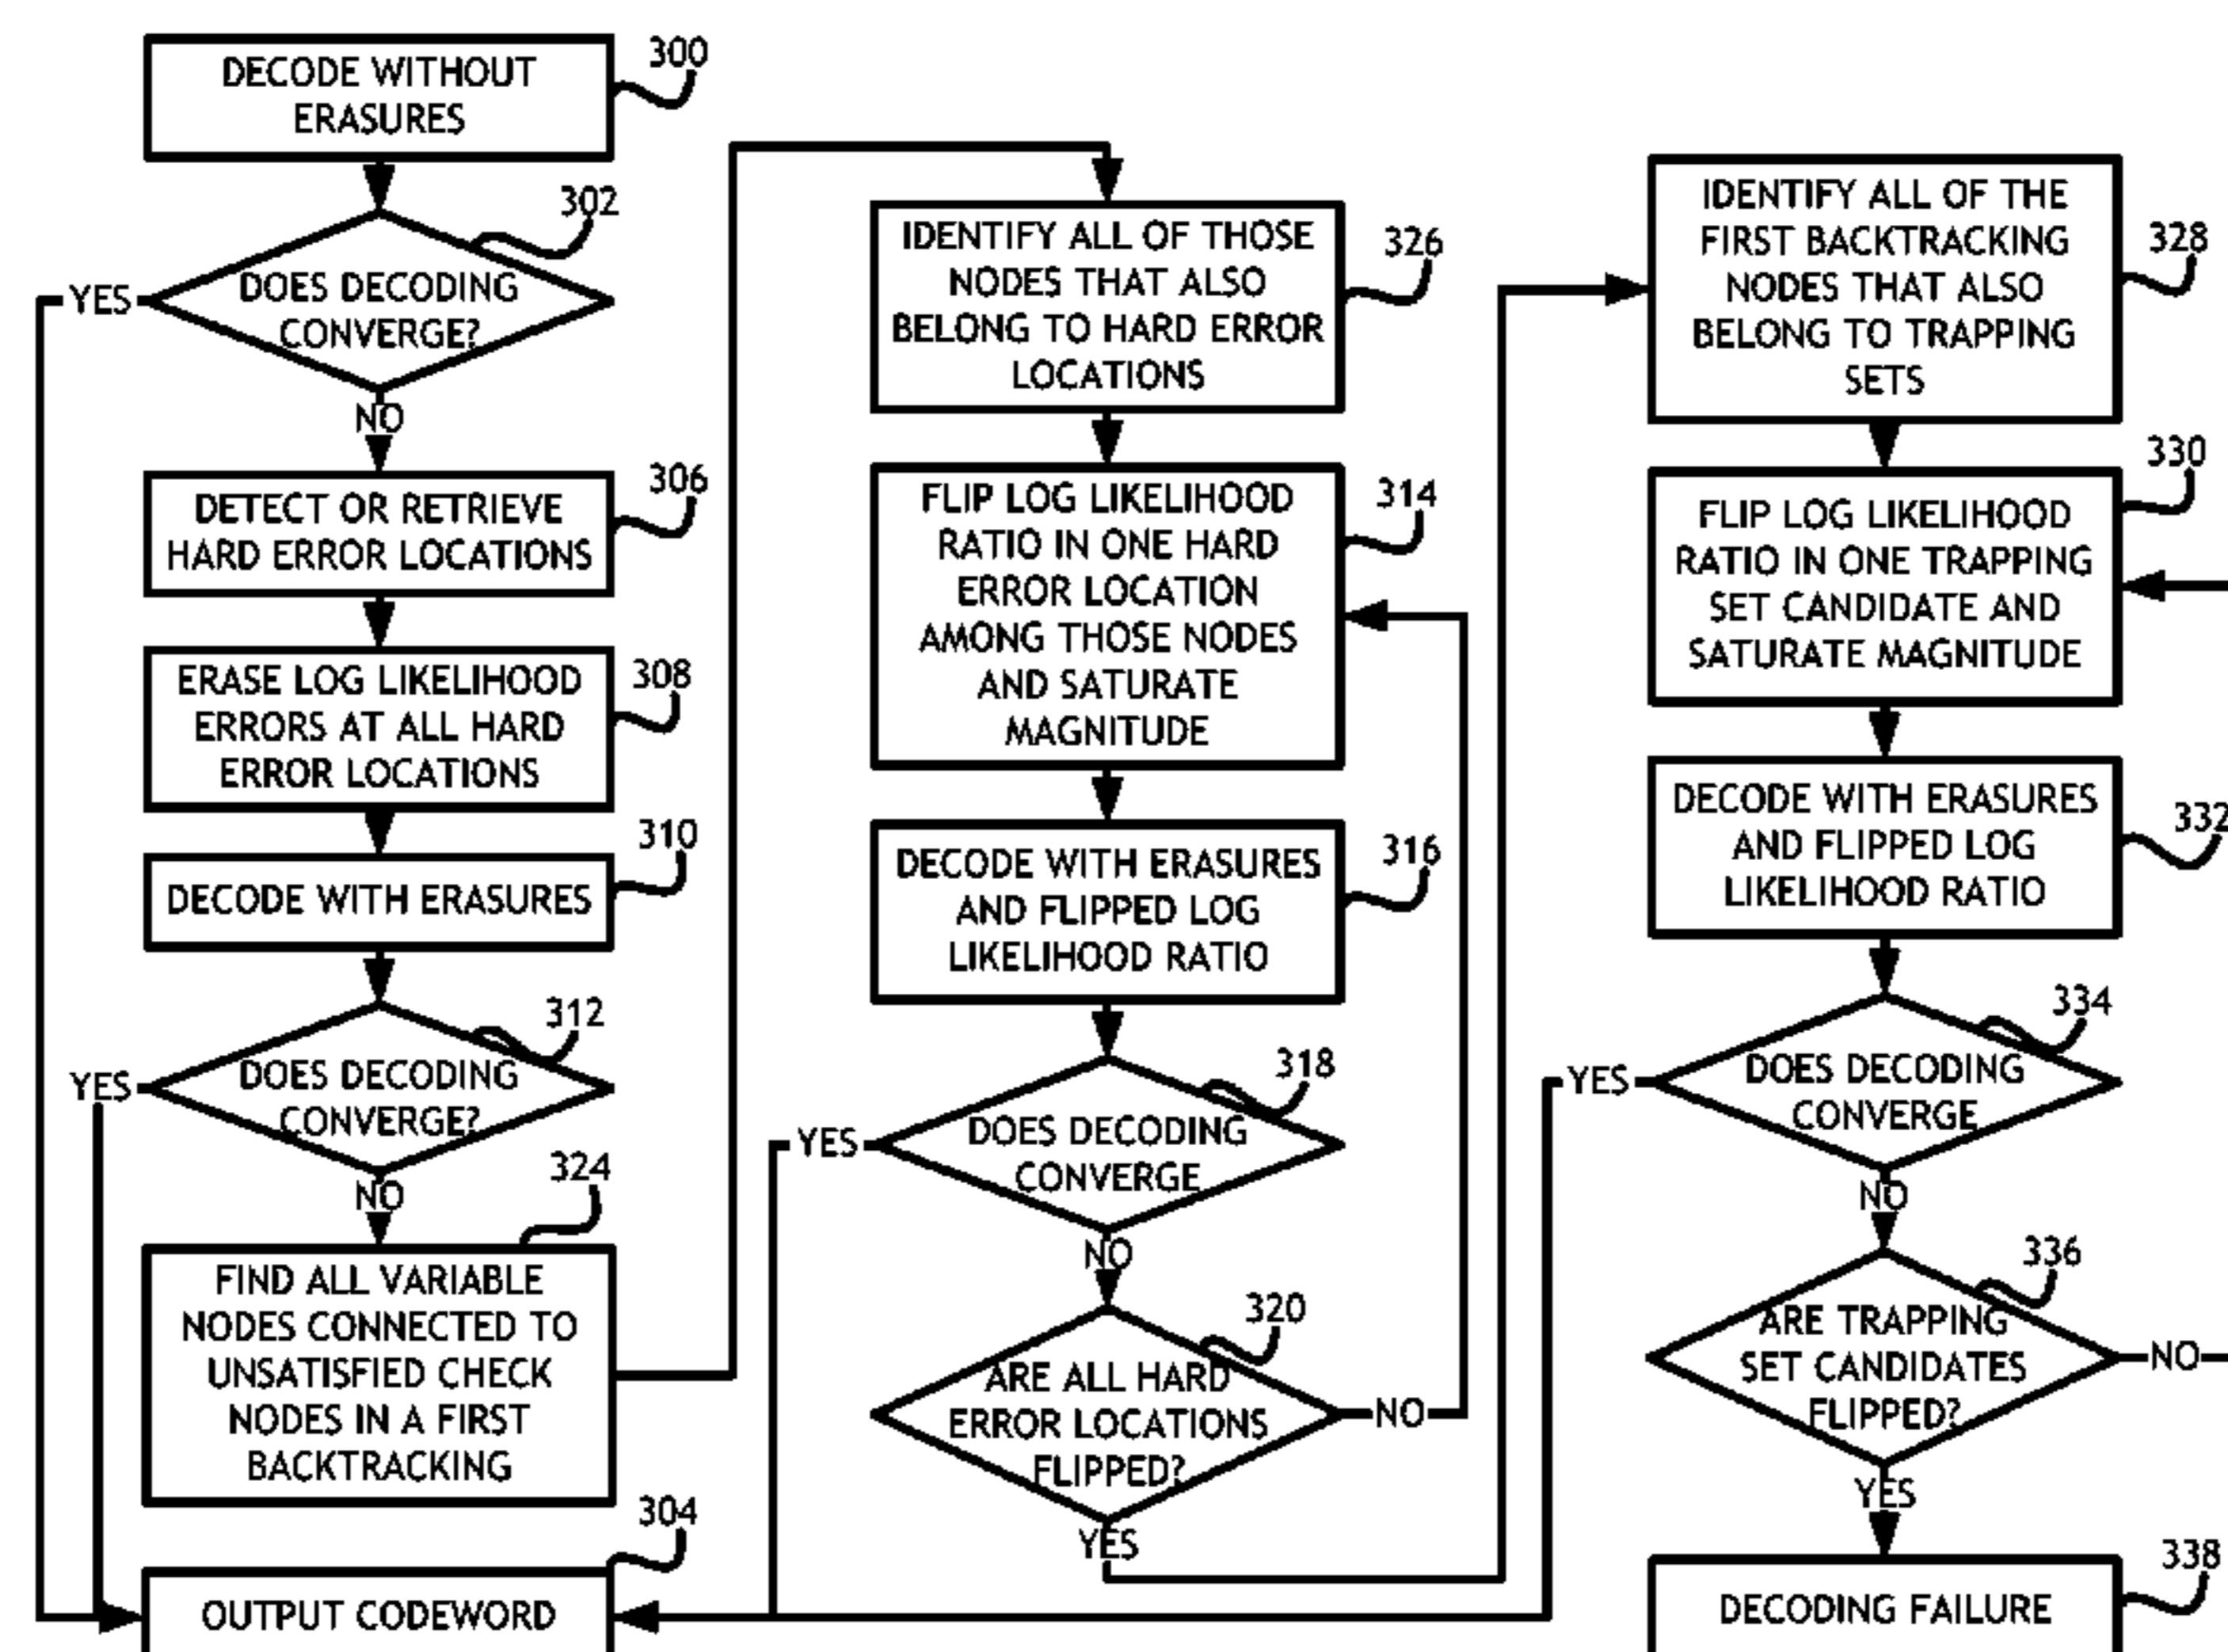 300
DECODE WITHOUT
ERASURES
302
DOES DECODING
CONVERGE?
YES
NO
306
DETECT OR RETRIEVE
HARD ERROR LOCATIONS
308
ERASE LOG LIKELIHOOD
ERRORS AT ALL HARD
ERROR LOCATIONS
310
DECODE WITH ERASURES
312
DOES DECODING
CONVERGE?
YES
NO
324
FIND ALL VARIABLE
NODES CONNECTED TO
UNSATISFIED CHECK
NODES IN A FIRST
BACKTRACKING
304
OUTPUT CODEWORD
326
IDENTIFY ALL OF THOSE
NODES THAT ALSO
BELONG TO HARD ERROR
LOCATIONS
314
FLIP LOG LIKELIHOOD
RATIO IN ONE HARD
ERROR LOCATION
AMONG THOSE NODES
AND SATURATE
MAGNITUDE
316
DECODE WITH ERASURES
AND FLIPPED LOG
LIKELIHOOD RATIO
318
DOES DECODING
CONVERGE
YES
NO
320
ARE ALL HARD
ERROR LOCATIONS
FLIPPED?
NO
YES
328
IDENTIFY ALL OF THE
FIRST BACKTRACKING
NODES THAT ALSO
BELONG TO TRAPPING
SETS
330
FLIP LOG LIKELIHOOD
RATIO IN ONE TRAPPING
SET CANDIDATE AND
SATURATE MAGNITUDE
332
DECODE WITH ERASURES
AND FLIPPED LOG
LIKELIHOOD RATIO
334
DOES DECODING
CONVERGE
YES
NO
336
ARE TRAPPING
SET CANDIDATES
FLIPPED?
NO
YES
338
DECODING FAILURE